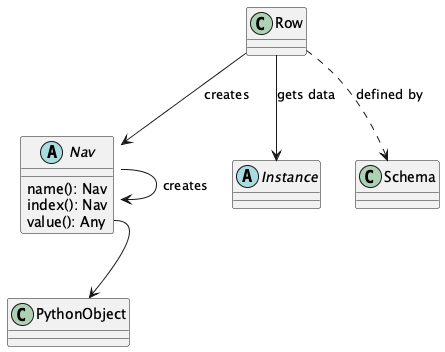 C Row
creates
gets data
defined by
A Nav
name(): Nav
index(): Nav
value(): Any
creates
A Instance
C Schema
C PythonObject